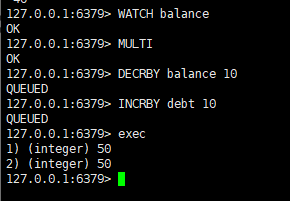 127.0.0.1:6379> WATCH balance
OK
127.0.0.1:6379> MULTI
OK
127.0.0.1:6379> DECRBY balance 10
QUEUED
127.0.0.1:6379> INCRBY debt 10
QUEUED
127.0.0.1:6379> exec
1) (integer) 50
2) (integer) 50
127.0.0.1:6379>